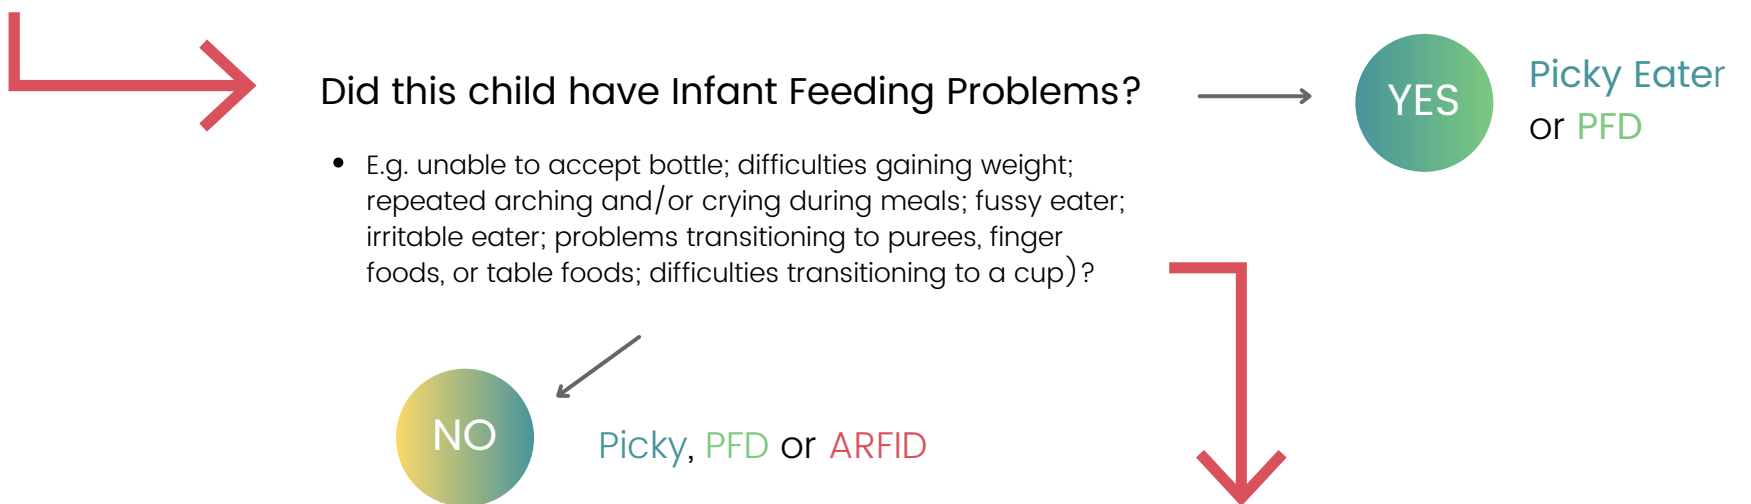 Did this child have Infant Feeding Problems?
YES
Picky Eater
or PFD
• E.g. unable to accept bottle; difficulties gaining weight;
repeated arching and/or crying during meals; fussy eater;
irritable eater; problems transitioning to purees, finger
foods, or table foods; difficulties transitioning to a cup)?
NO
Picky, PFD or ARFID